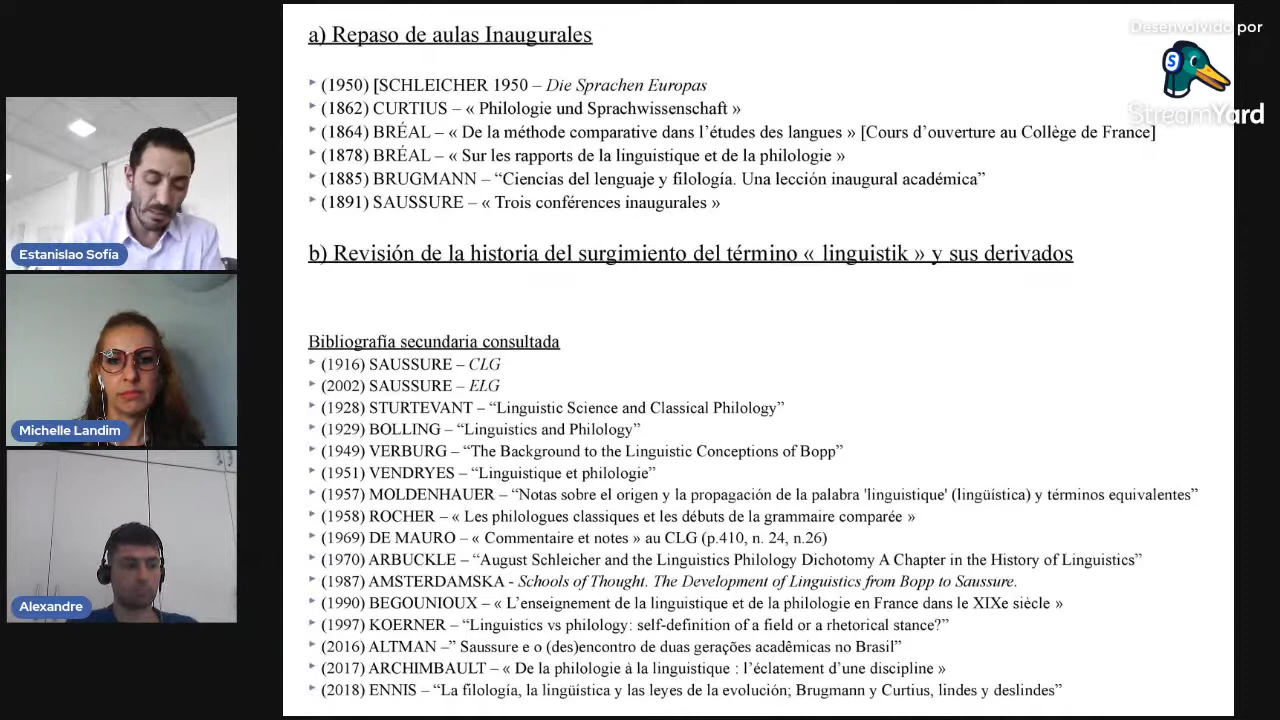 a) Repaso de aulas Inaugurales
(1950) [SCHLEICHER 1950 – Die Sprachen Europas
(1862) CURTIUS – « Philologie und Sprachwissenschaft »
(1864) BRÉAL – « De la méthode comparative dans l’études des langues » [Cours d’ouverture au Collège de France]
(1878) BRÉAL – « Sur les rapports de la linguistique et de la philologie »
(1885) BRUGMANN – “Ciencias del lenguaje y filología. Una lección inaugural académica”
(1891) SAUSSURE – « Trois conférences inaugurales »
b) Revisión de la historia del surgimiento del término « linguistik » y sus derivados
Bibliografía secundaria consultada
(1916) SAUSSURE – CLG
(2002) SAUSSURE – ELG
(1928) STURTEVANT – “Linguistic Science and Classical Philology”
(1929) BOLLING – “Linguistics and Philology”
(1949) VERBURG – “The Background to the Linguistic Conceptions of Bopp”
(1951) VENDRYES – “Linguistique et philologie”
(1957) MOLDENHAUER – “Notas sobre el origen y la propagación de la palabra 'linguistique' (lingüística) y términos equivalentes”
(1958) ROCHER – « Les philologues classiques et les débuts de la grammaire comparée »
(1969) DE MAURO – « Commentaire et notes » au CLG (p.410, n. 24, n.26)
(1970) ARBUCKLE – “August Schleicher and the Linguistics Philology Dichotomy A Chapter in the History of Linguistics”
(1987) AMSTERDAMSKA - Schools of Thought. The Development of Linguistics from Bopp to Saussure.
(1990) BEGOUNIOUX – « L’enseignement de la linguistique et de la philologie en France dans le XIXe siècle »
(1997) KOERNER – “Linguistics vs philology: self-definition of a field or a rhetorical stance?”
(2016) ALTMAN –” Saussure e o (des)encontro de duas gerações acadêmicas no Brasil”
(2017) ARCHIMBAULT – « De la philologie à la linguistique : l’éclatement d’une discipline »
(2018) ENNIS – “La filología, la lingüística y las leyes de la evolución; Brugmann y Curtius, lindes y deslindes”
Estanislao Sofía
Michelle Landim
Alexandre
Desenvolvido por
S
StreamYard